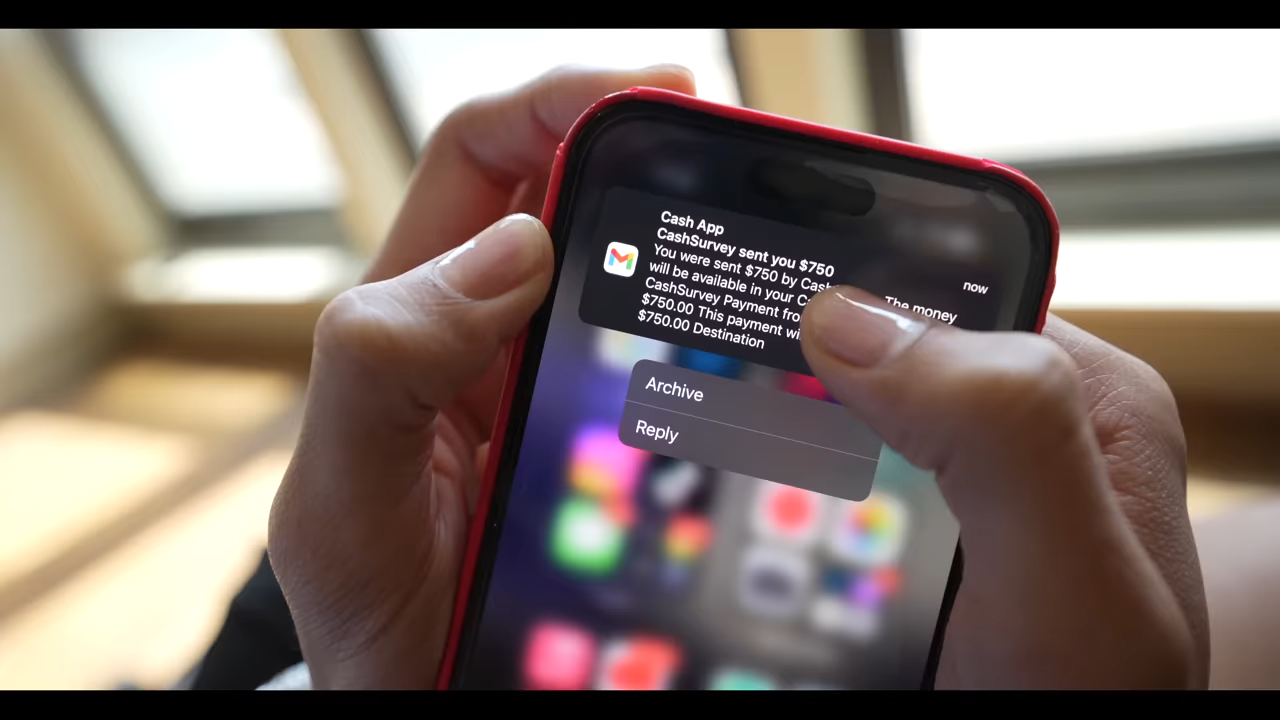 Cash App
CashSurvey sent you $750
now
You were sent $750 by Cash
The money
will be available in your
CashSurvey Payment
$750.00 This payment
$750.00 Destination
Archive
Reply